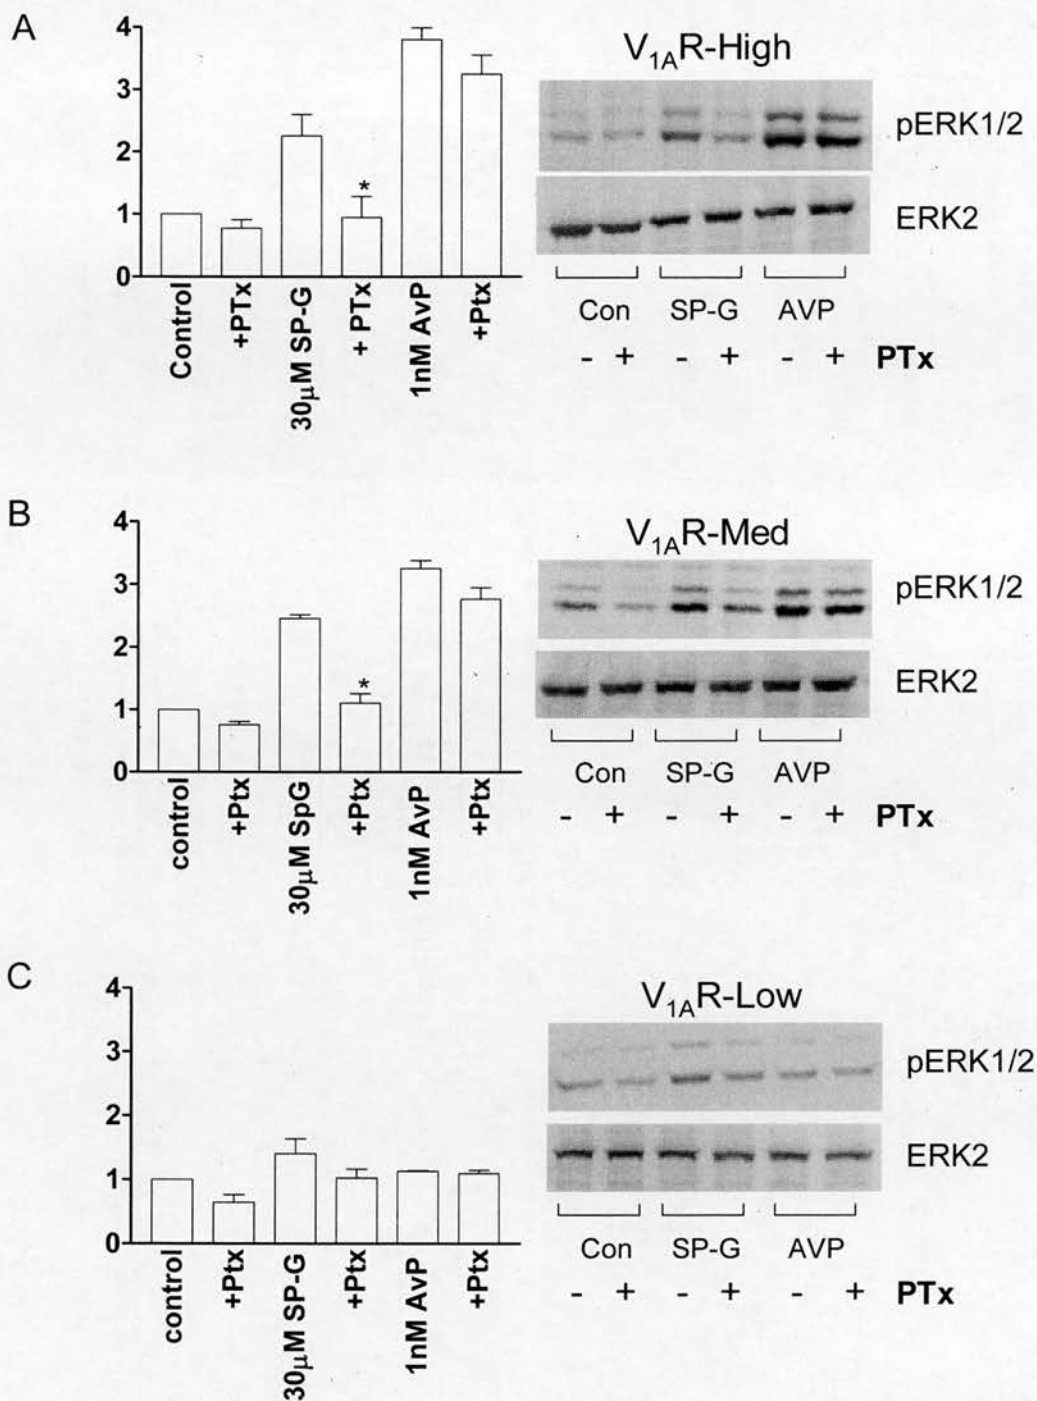 A
4
3
2
1
0
Control
+PTx
30µM SP-G
+ PTx
1nM AvP
+Ptx
*
V1AR-High
pERK1/2
ERK2
Con SP-G AVP
- + - + - + PTx
B
4
3
2
1
0
control
+Ptx
30µM SpG
+Ptx
1nM AvP
+Ptx
*
V1AR-Med
pERK1/2
ERK2
Con SP-G AVP
- + - + - + PTx
C
4
3
2
1
0
control
+Ptx
30µM SP-G
+Ptx
1nM AvP
+Ptx
V1AR-Low
pERK1/2
ERK2
Con SP-G AVP
- + - + - + PTx